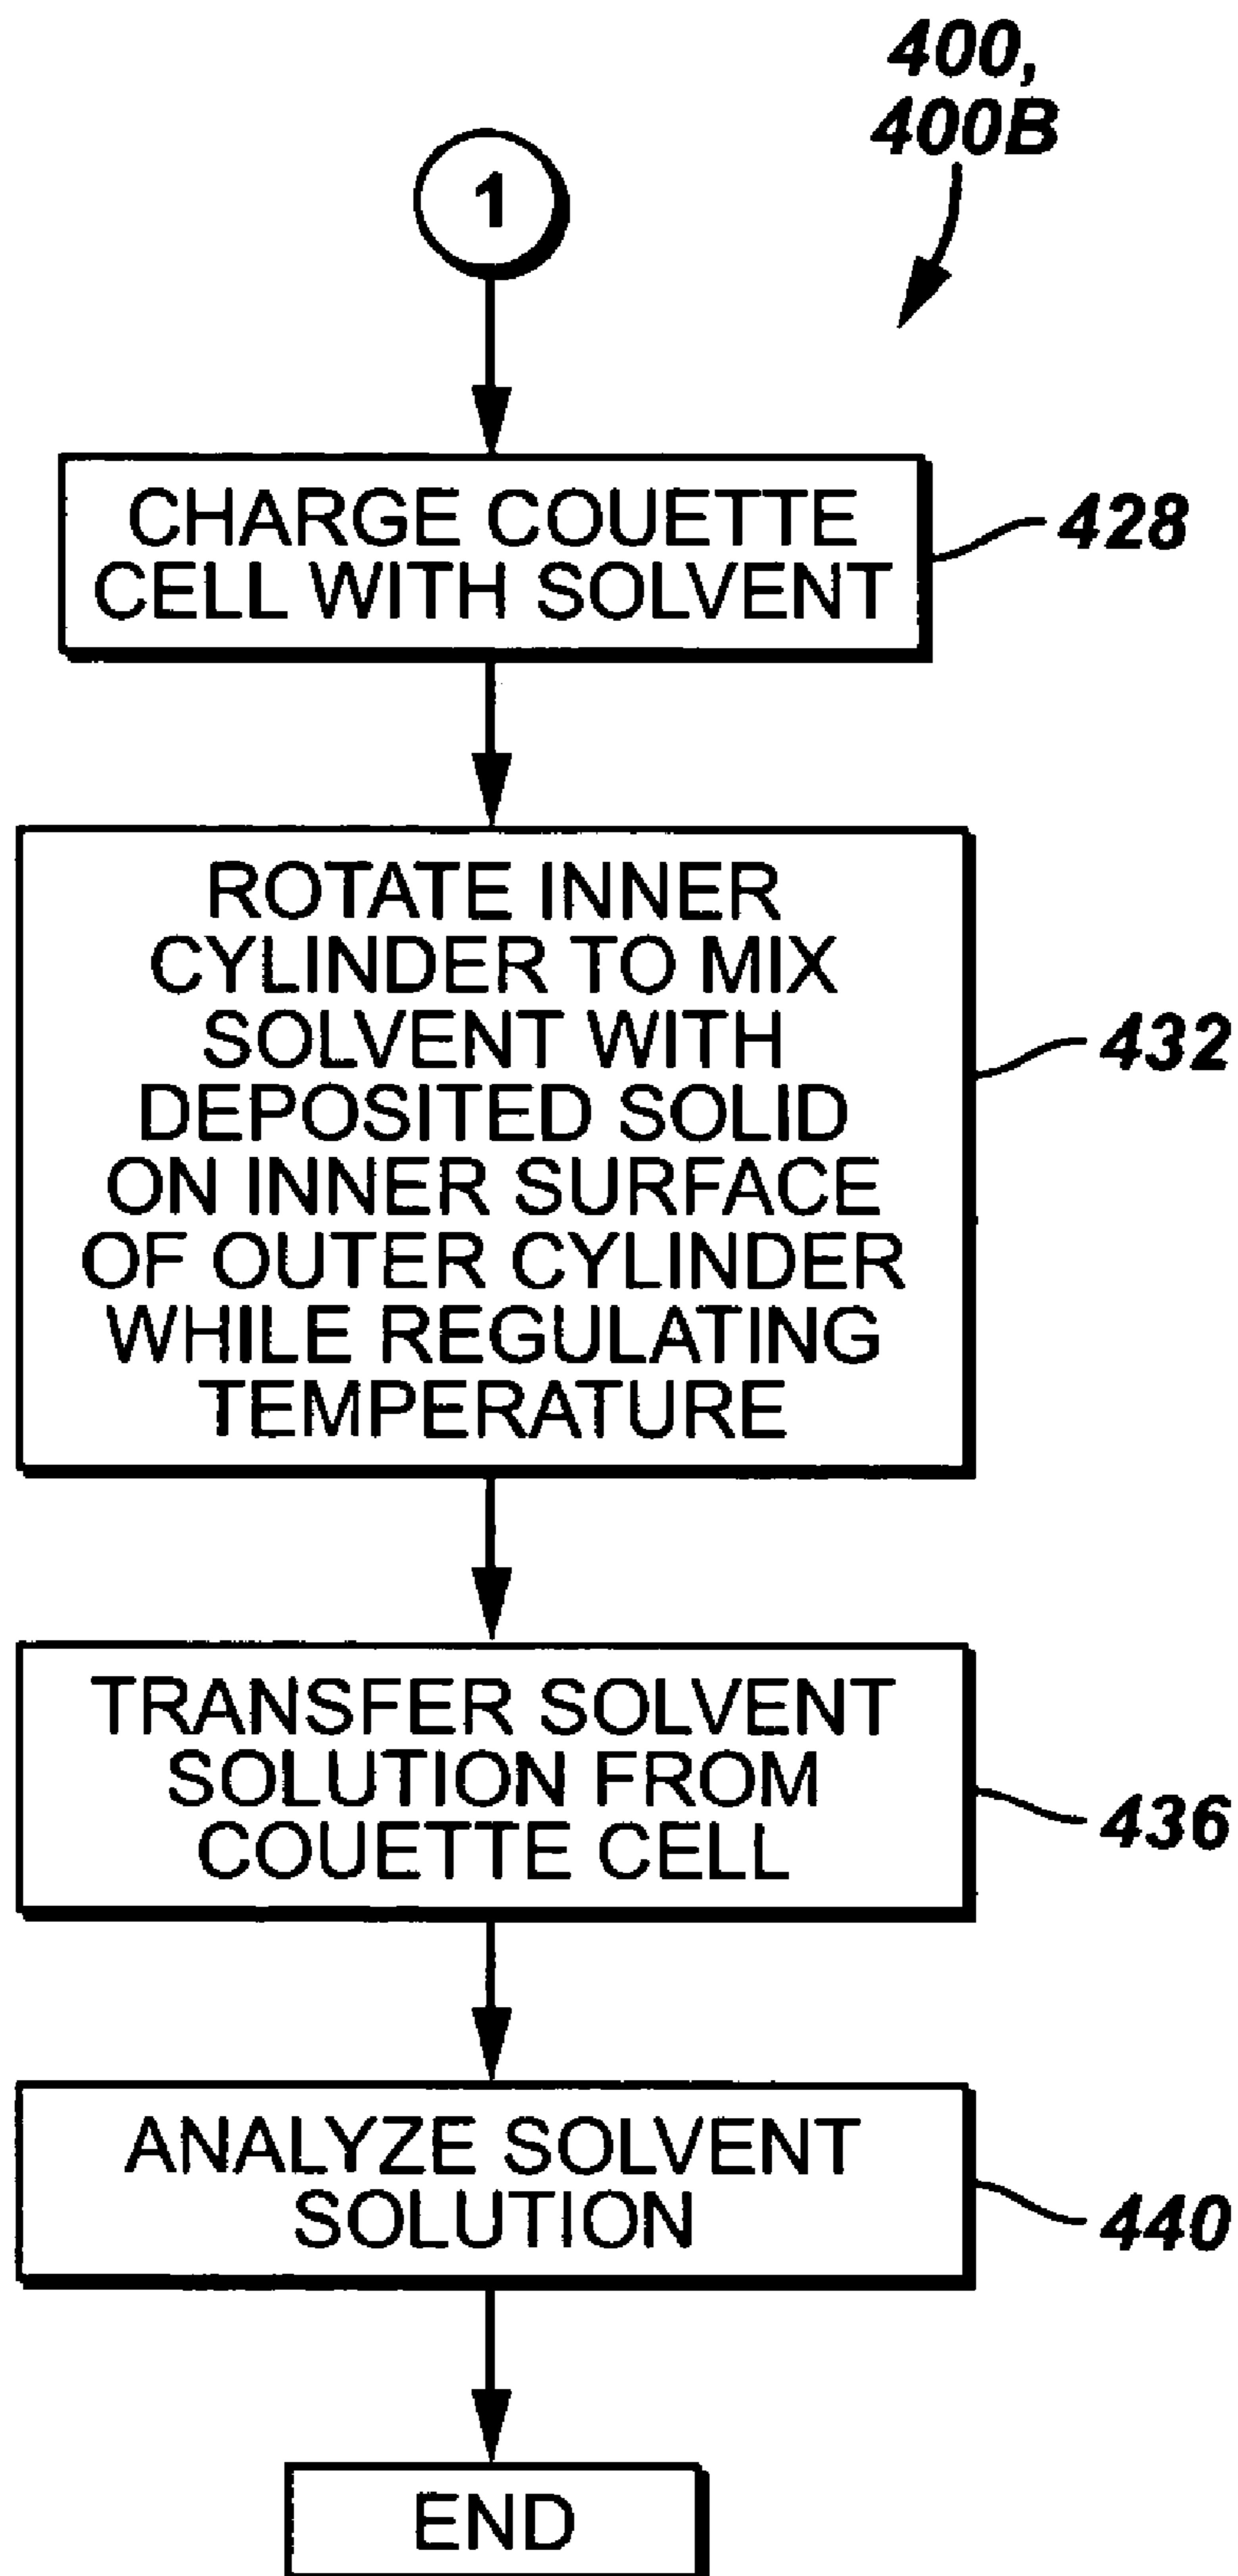 400,
400B
1
CHARGE COUETTE
CELL WITH SOLVENT
428
ROTATE INNER
CYLINDER TO MIX
SOLVENT WITH
DEPOSITED SOLID
ON INNER SURFACE
OF OUTER CYLINDER
WHILE REGULATING
TEMPERATURE
432
TRANSFER SOLVENT
SOLUTION FROM
COUETTE CELL
436
ANALYZE SOLVENT
SOLUTION
440
END